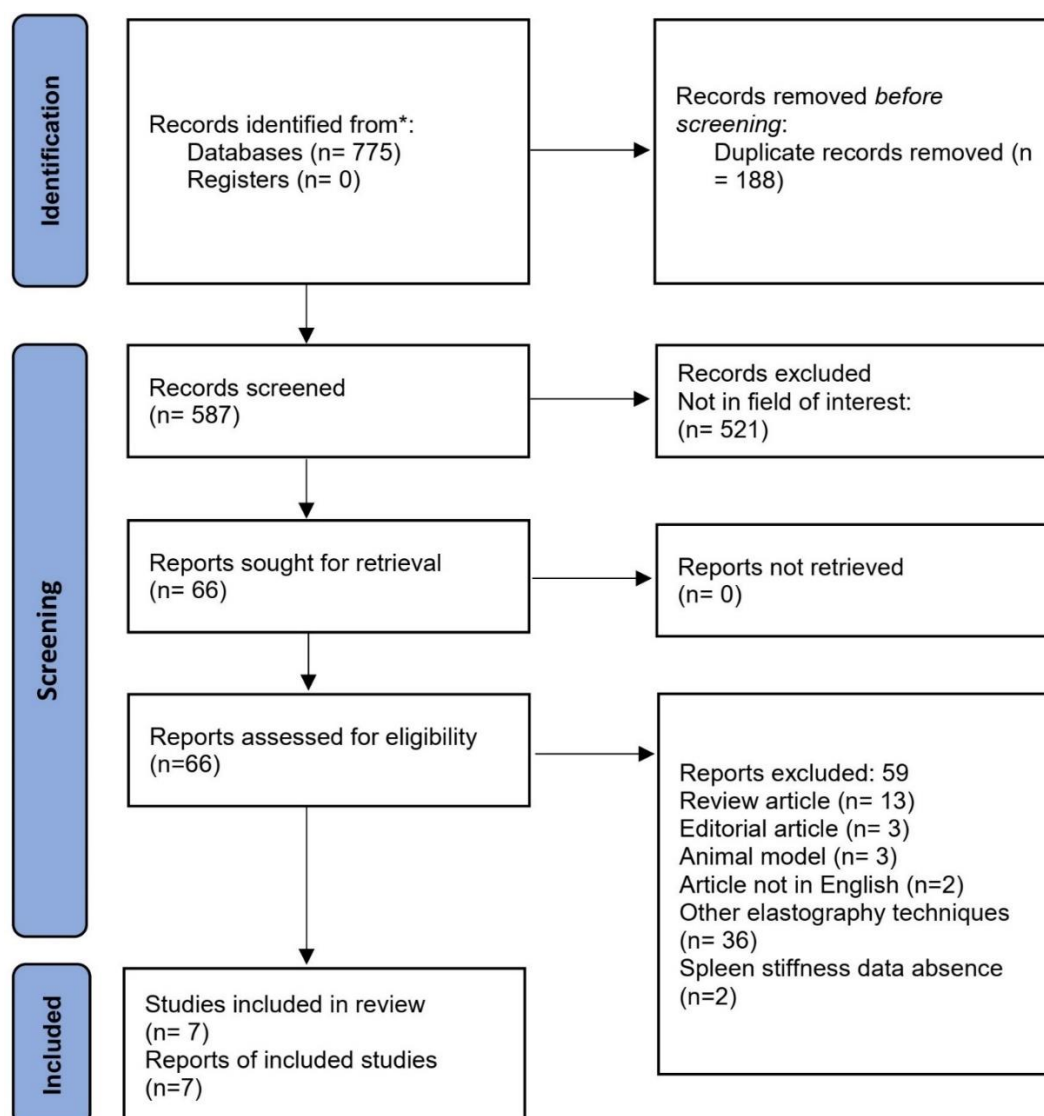 Identification
Records identified from*:
Databases (n= 775)
Registers (n= 0)
Records removed before
screening:
Duplicate records removed (n
= 188)
Screening
Records screened
(n= 587)
Records excluded
Not in field of interest:
(n= 521)
Reports sought for retrieval
(n= 66)
Reports not retrieved
(n= 0)
Reports assessed for eligibility
(n=66)
Reports excluded: 59
Review article (n= 13)
Editorial article (n= 3)
Animal model (n= 3)
Article not in English (n=2)
Other elastography techniques
(n= 36)
Spleen stiffness data absence
(n=2)
Included
Studies included in review
(n= 7)
Reports of included studies
(n=7)